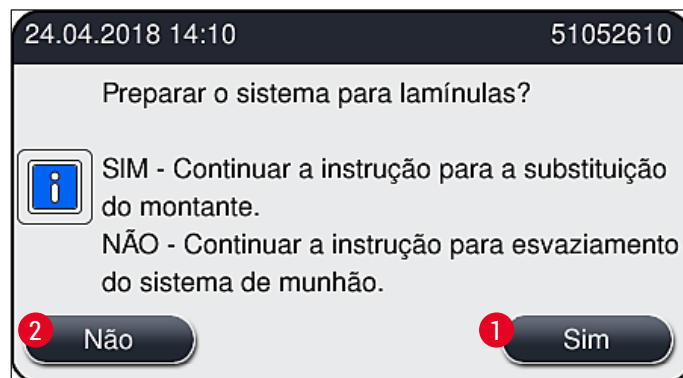 24.04.2018 14:10 51052610
Preparar o sistema para lamínulas?
SIM - Continuar a instrução para a substituição
do montante.
NÃO - Continuar a instrução para esvaziamento
do sistema de munhão.
2 Não 1 Sim